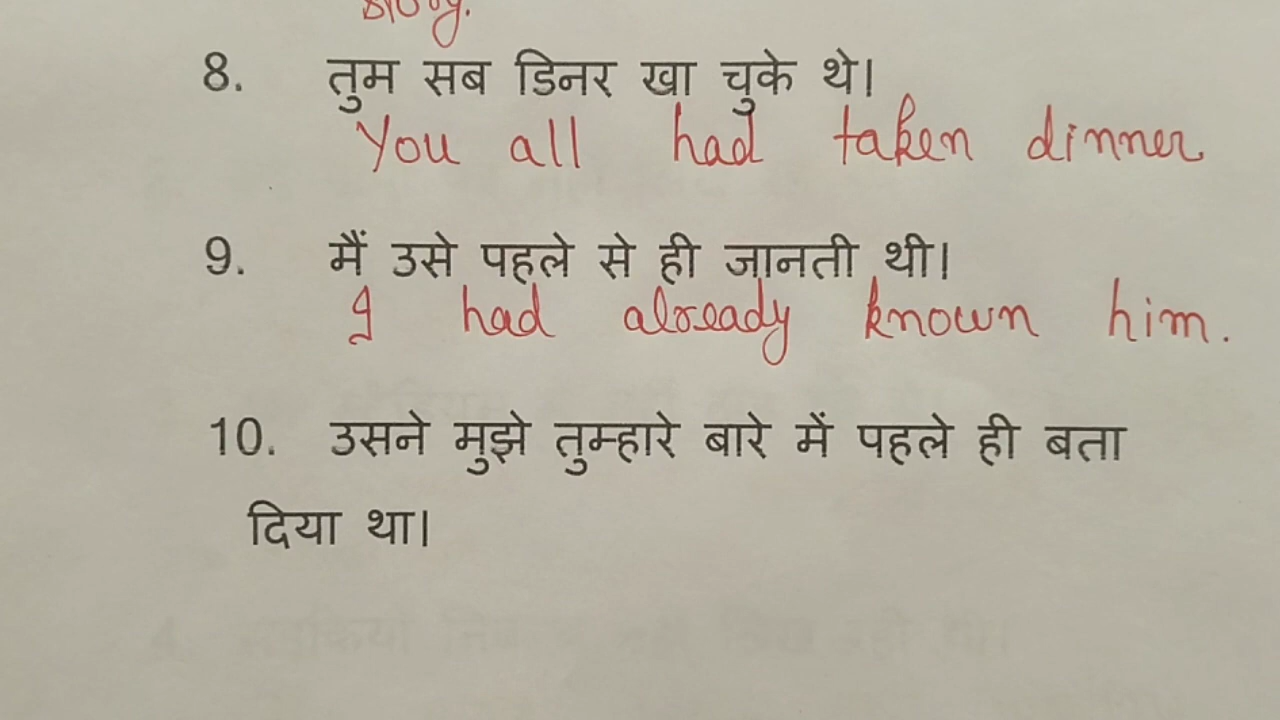 story.
8. तुम सब डिनर खा चुके थे।
You all had taken dinner
9. मैं उसे पहले से ही जानती थी।
I had already known him.
10. उसने मुझे तुम्हारे बारे में पहले ही बता
दिया था।